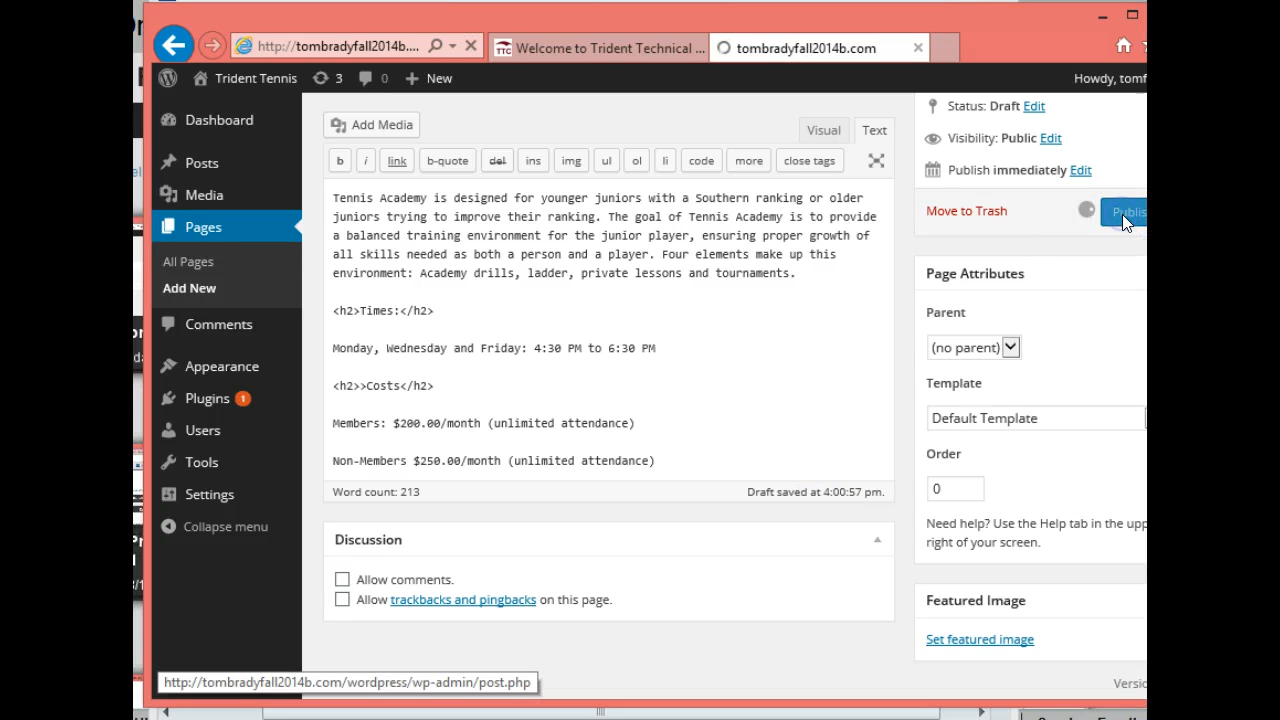 http://tombradyfall2014b....
Welcome to Trident Technical ...
tombradyfall2014b.com
Trident Tennis
3
0
New
Howdy, tomf
Dashboard
Posts
Media
Pages
All Pages
Add New
Comments
Appearance
Plugins 1
Users
Tools
Settings
Collapse menu
Add Media
Visual
Text
b
i
link
b-quote
del
ins
img
ul
ol
li
code
more
close tags
Tennis Academy is designed for younger juniors with a Southern ranking or older
juniors trying to improve their ranking. The goal of Tennis Academy is to provide
a balanced training environment for the junior player, ensuring proper growth of
all skills needed as both a person and a player. Four elements make up this
environment: Academy drills, ladder, private lessons and tournaments.
<h2>Times:</h2>
Monday, Wednesday and Friday: 4:30 PM to 6:30 PM
<h2>>Costs</h2>
Members: $200.00/month (unlimited attendance)
Non-Members $250.00/month (unlimited attendance)
Word count: 213
Draft saved at 4:00:57 pm.
Discussion
Allow comments.
Allow trackbacks and pingbacks on this page.
Status: Draft Edit
Visibility: Public Edit
Publish immediately Edit
Move to Trash
Publis
Page Attributes
Parent
(no parent)
Template
Default Template
Order
0
Need help? Use the Help tab in the upp
right of your screen.
Featured Image
Set featured image
Versio
http://tombradyfall2014b.com/wordpress/wp-admin/post.php